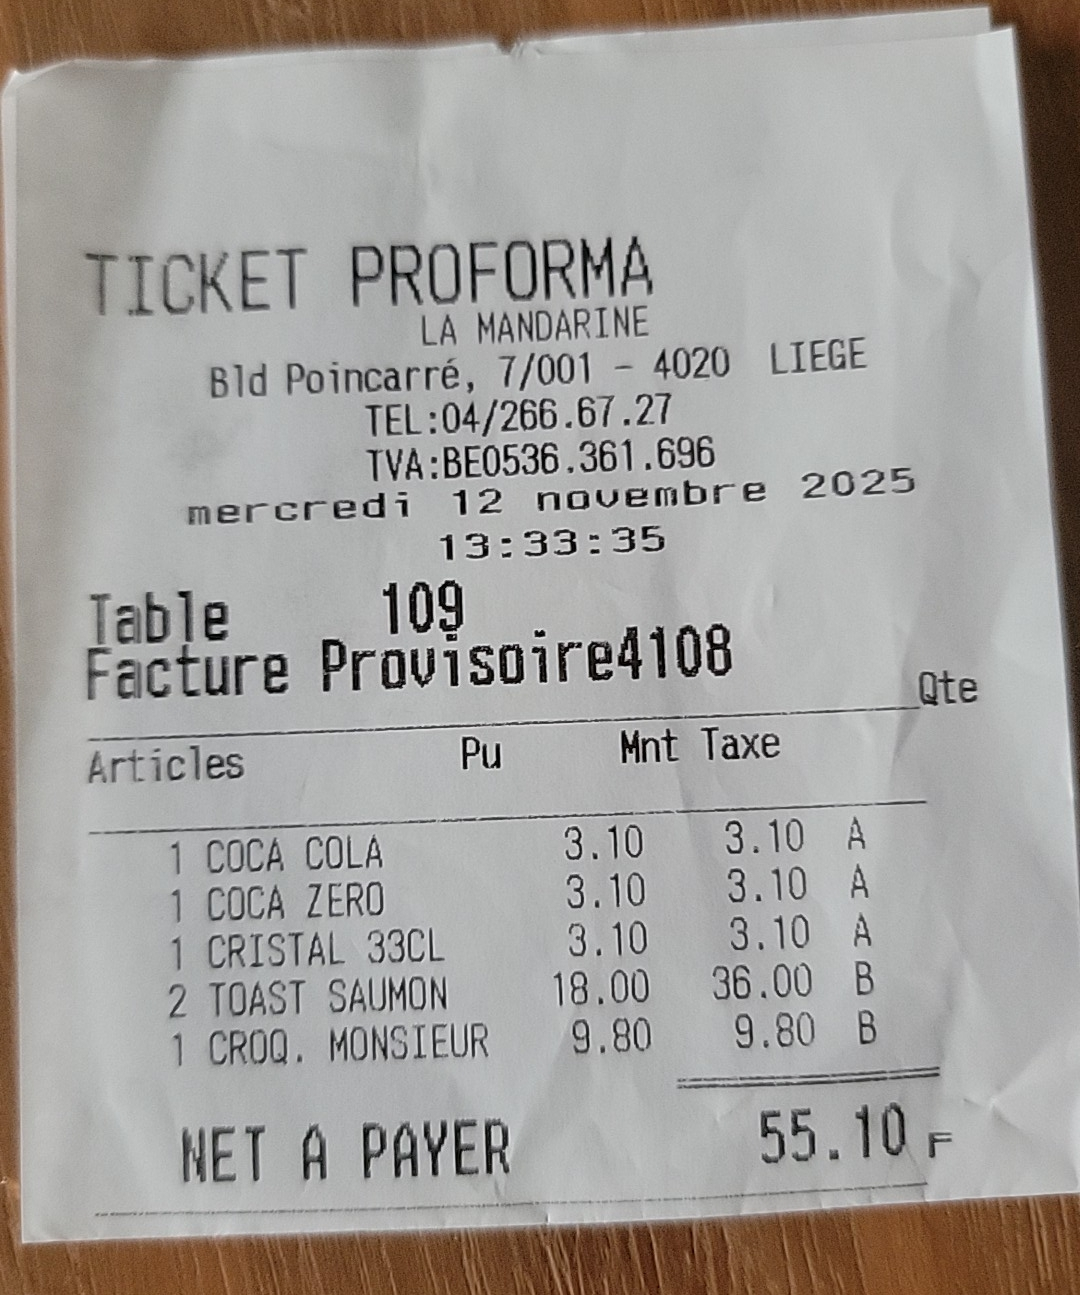 TICKET PROFORMA
LA MANDARINE
Bld Poincarré, 7/001 - 4020 LIEGE
TEL:04/266.67.27
TVA:BE0536.361.696
mercredi 12 novembre 2025
13:33:35
Table 109
Facture Provisoire4108
Qte
Articles Pu Mnt Taxe
1 COCA COLA 3.10 3.10 A
1 COCA ZERO 3.10 3.10 A
1 CRISTAL 33CL 3.10 3.10 A
2 TOAST SAUMON 18.00 36.00 B
1 CROQ. MONSIEUR 9.80 9.80 B
NET A PAYER 55.10 F